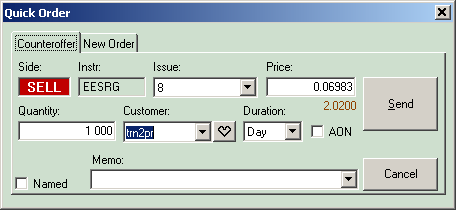 Quick Order
Counteroffer New Order
Side: Instr: Issue: Price:
SELL EESRG 8 0.06983
2.0200
Send
Quantity: Customer: Duration:
1 000 trn2pr Day AON
Memo:
Named
Cancel